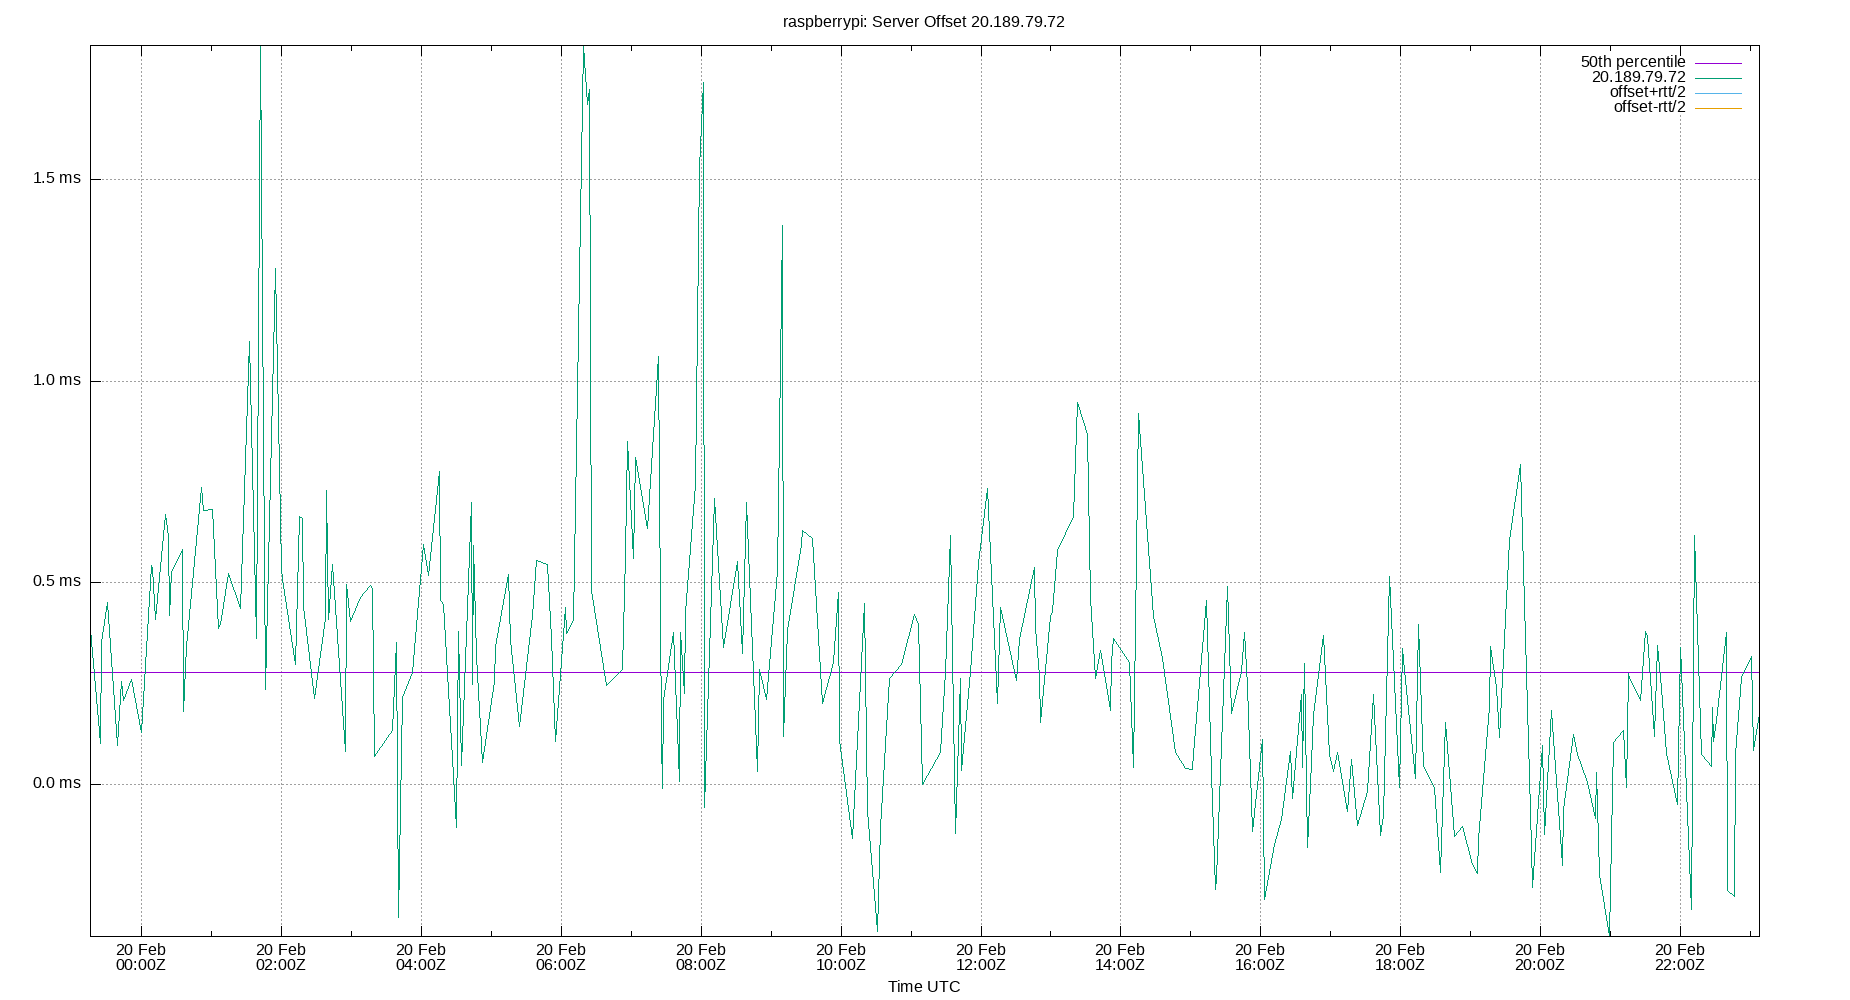 raspberrypi: Server Offset 20.189.79.72
50th percentile
20.189.79.72
offset+rtt/2
offset-rtt/2
1.5 ms
1.0 ms
0.5 ms
0.0 ms
20 Feb 20 Feb 20 Feb 20 Feb 20 Feb 20 Feb 20 Feb 20 Feb 20 Feb 20 Feb 20 Feb 20 Feb
00:00Z 02:00Z 04:00Z 06:00Z 08:00Z 10:00Z 12:00Z 14:00Z 16:00Z 18:00Z 20:00Z 22:00Z
Time UTC